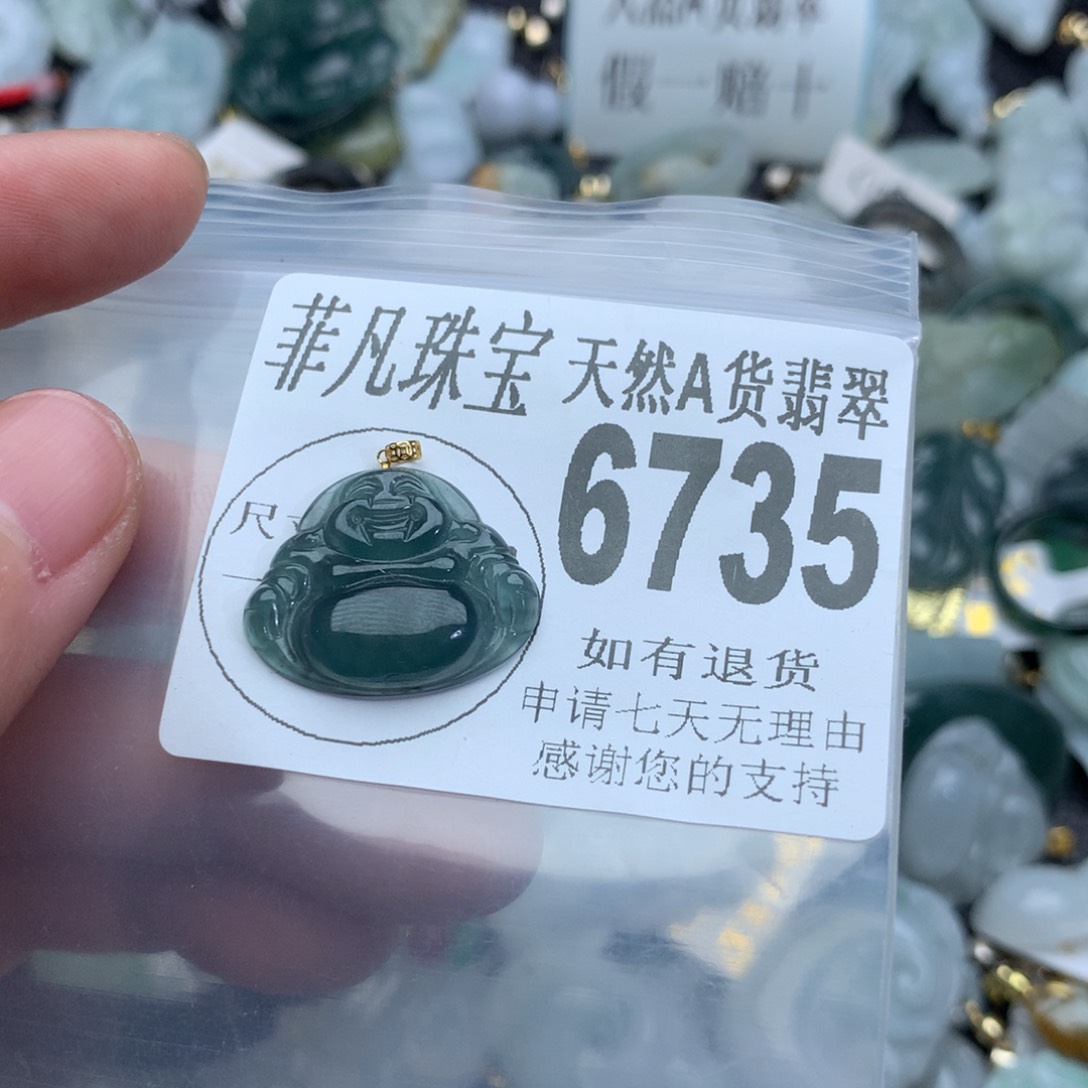 假一赔十
菲凡珠宝 天然A货翡翠
6735
尺
如有退货
申请七天无理由
感谢您的支持